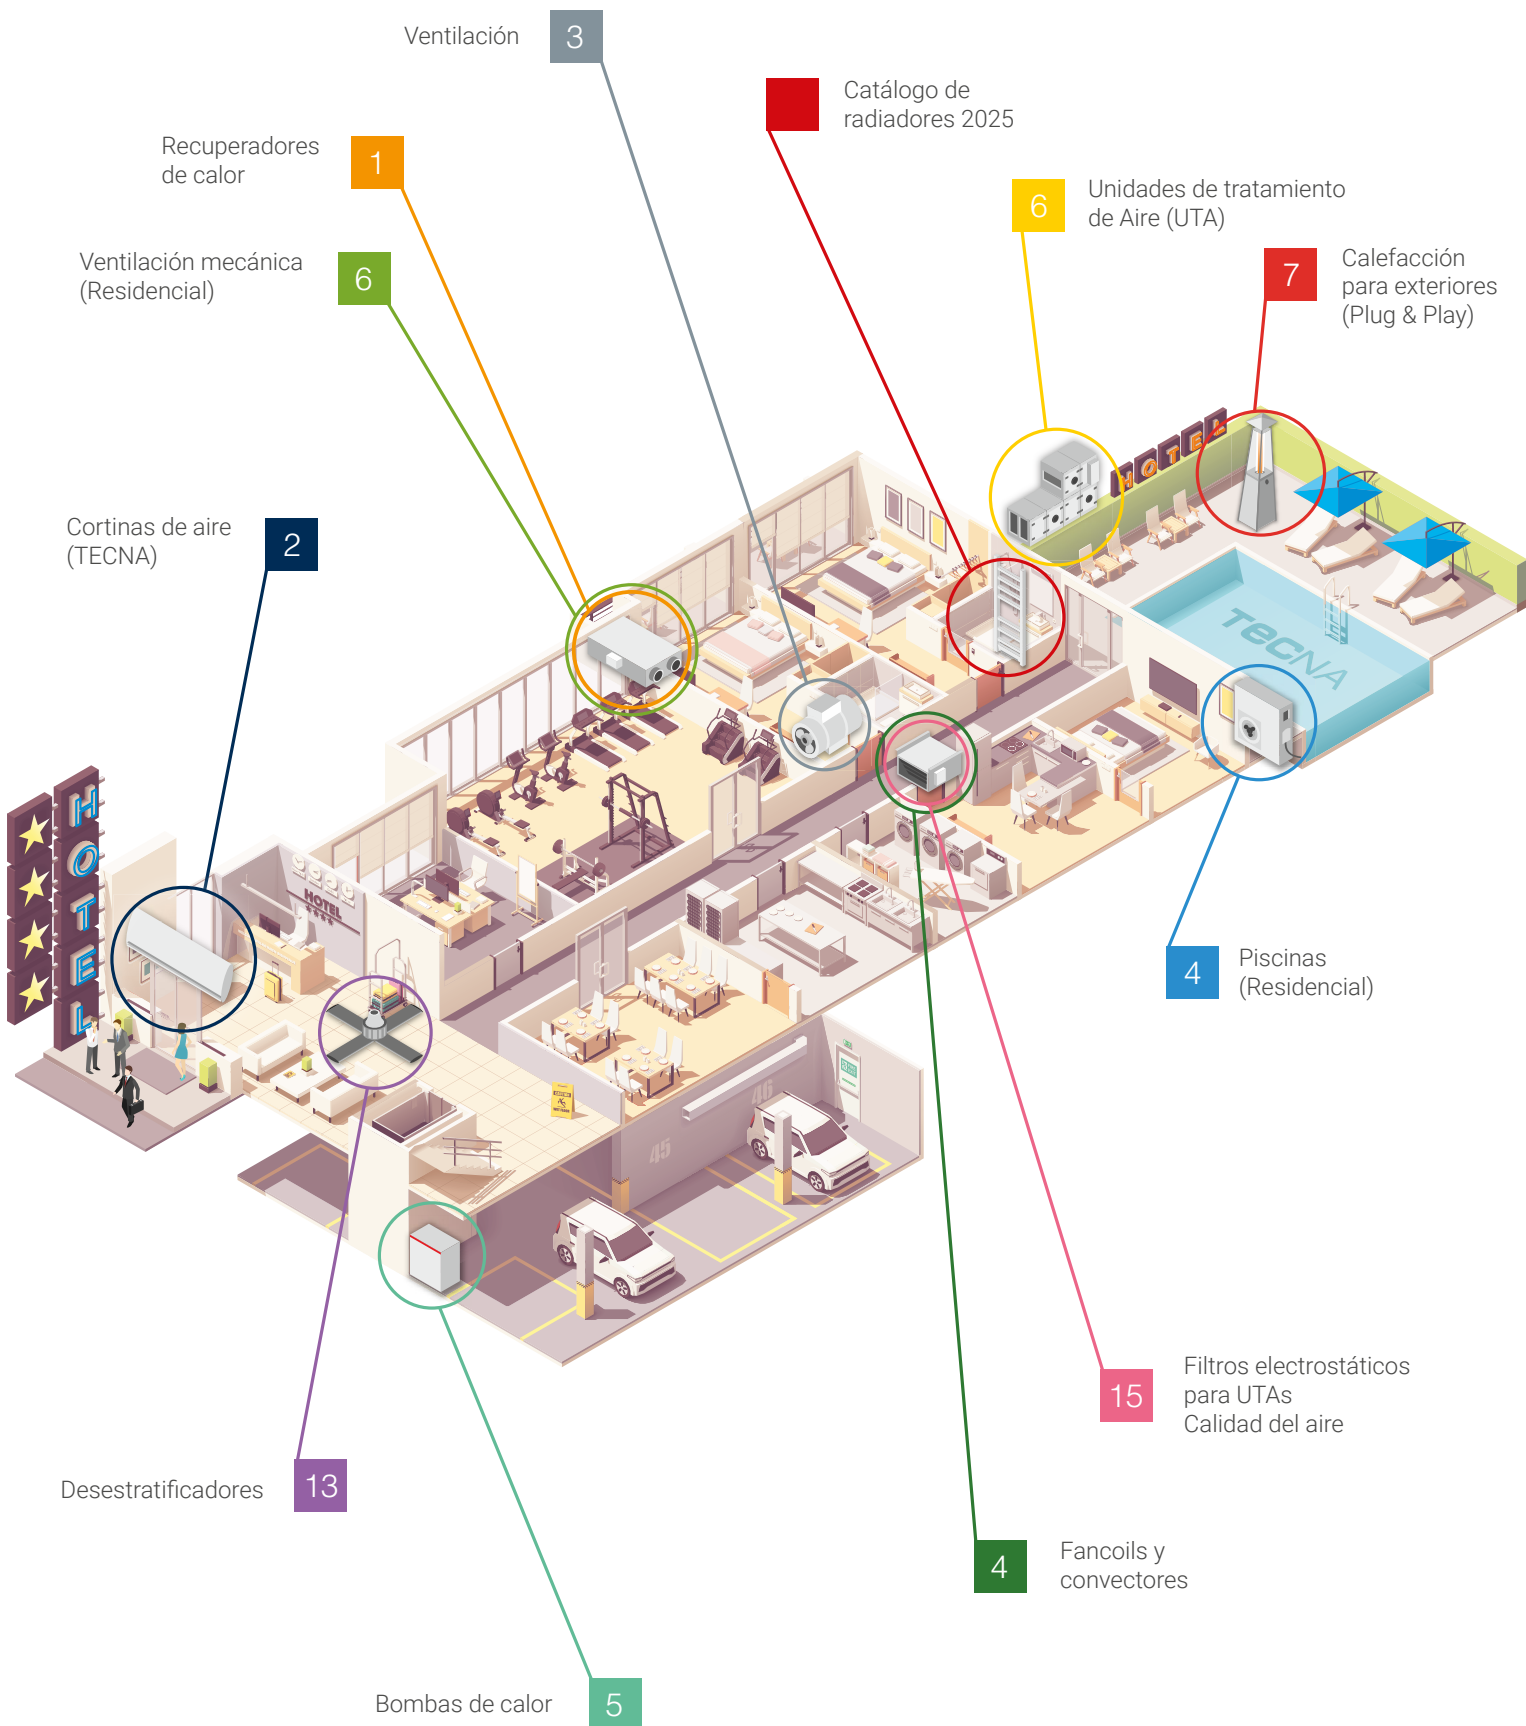 Ventilación
3
Catálogo de
radiadores 2025
Recuperadores
de calor
1
6
Unidades de tratamiento
de Aire (UTA)
Ventilación mecánica
(Residencial)
6
7
Calefacción
para exteriores
(Plug & Play)
HOTEL
Cortinas de aire
(TECNA)
2
TECNA
HOTEL
HOTEL
4
Piscinas
(Residencial)
45
46
15
Filtros electrostáticos
para UTAs
Calidad del aire
Desestratificadores
13
4
Fancoils y
convectores
Bombas de calor
5